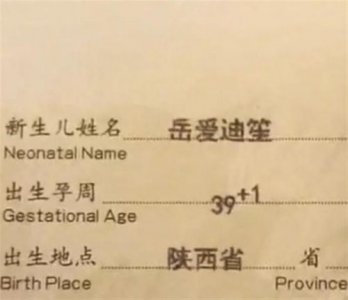 新生儿姓名 岳爱迪笙
Neonatal Name
出生孕周 39+1
Gestational Age
出生地点 陕西省 省
Birth Place Province